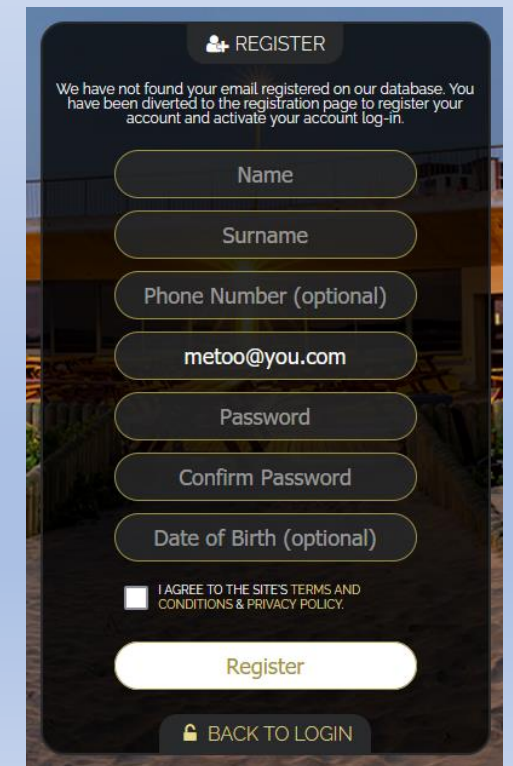 REGISTER
We have not found your email registered on our database. You
have been diverted to the registration page to register your
account and activate your account log-in.
Name
Surname
Phone Number (optional)
metoo@you.com
Password
Confirm Password
Date of Birth (optional)
I AGREE TO THE SITE'S TERMS AND
CONDITIONS & PRIVACY POLICY.
Register
BACK TO LOGIN